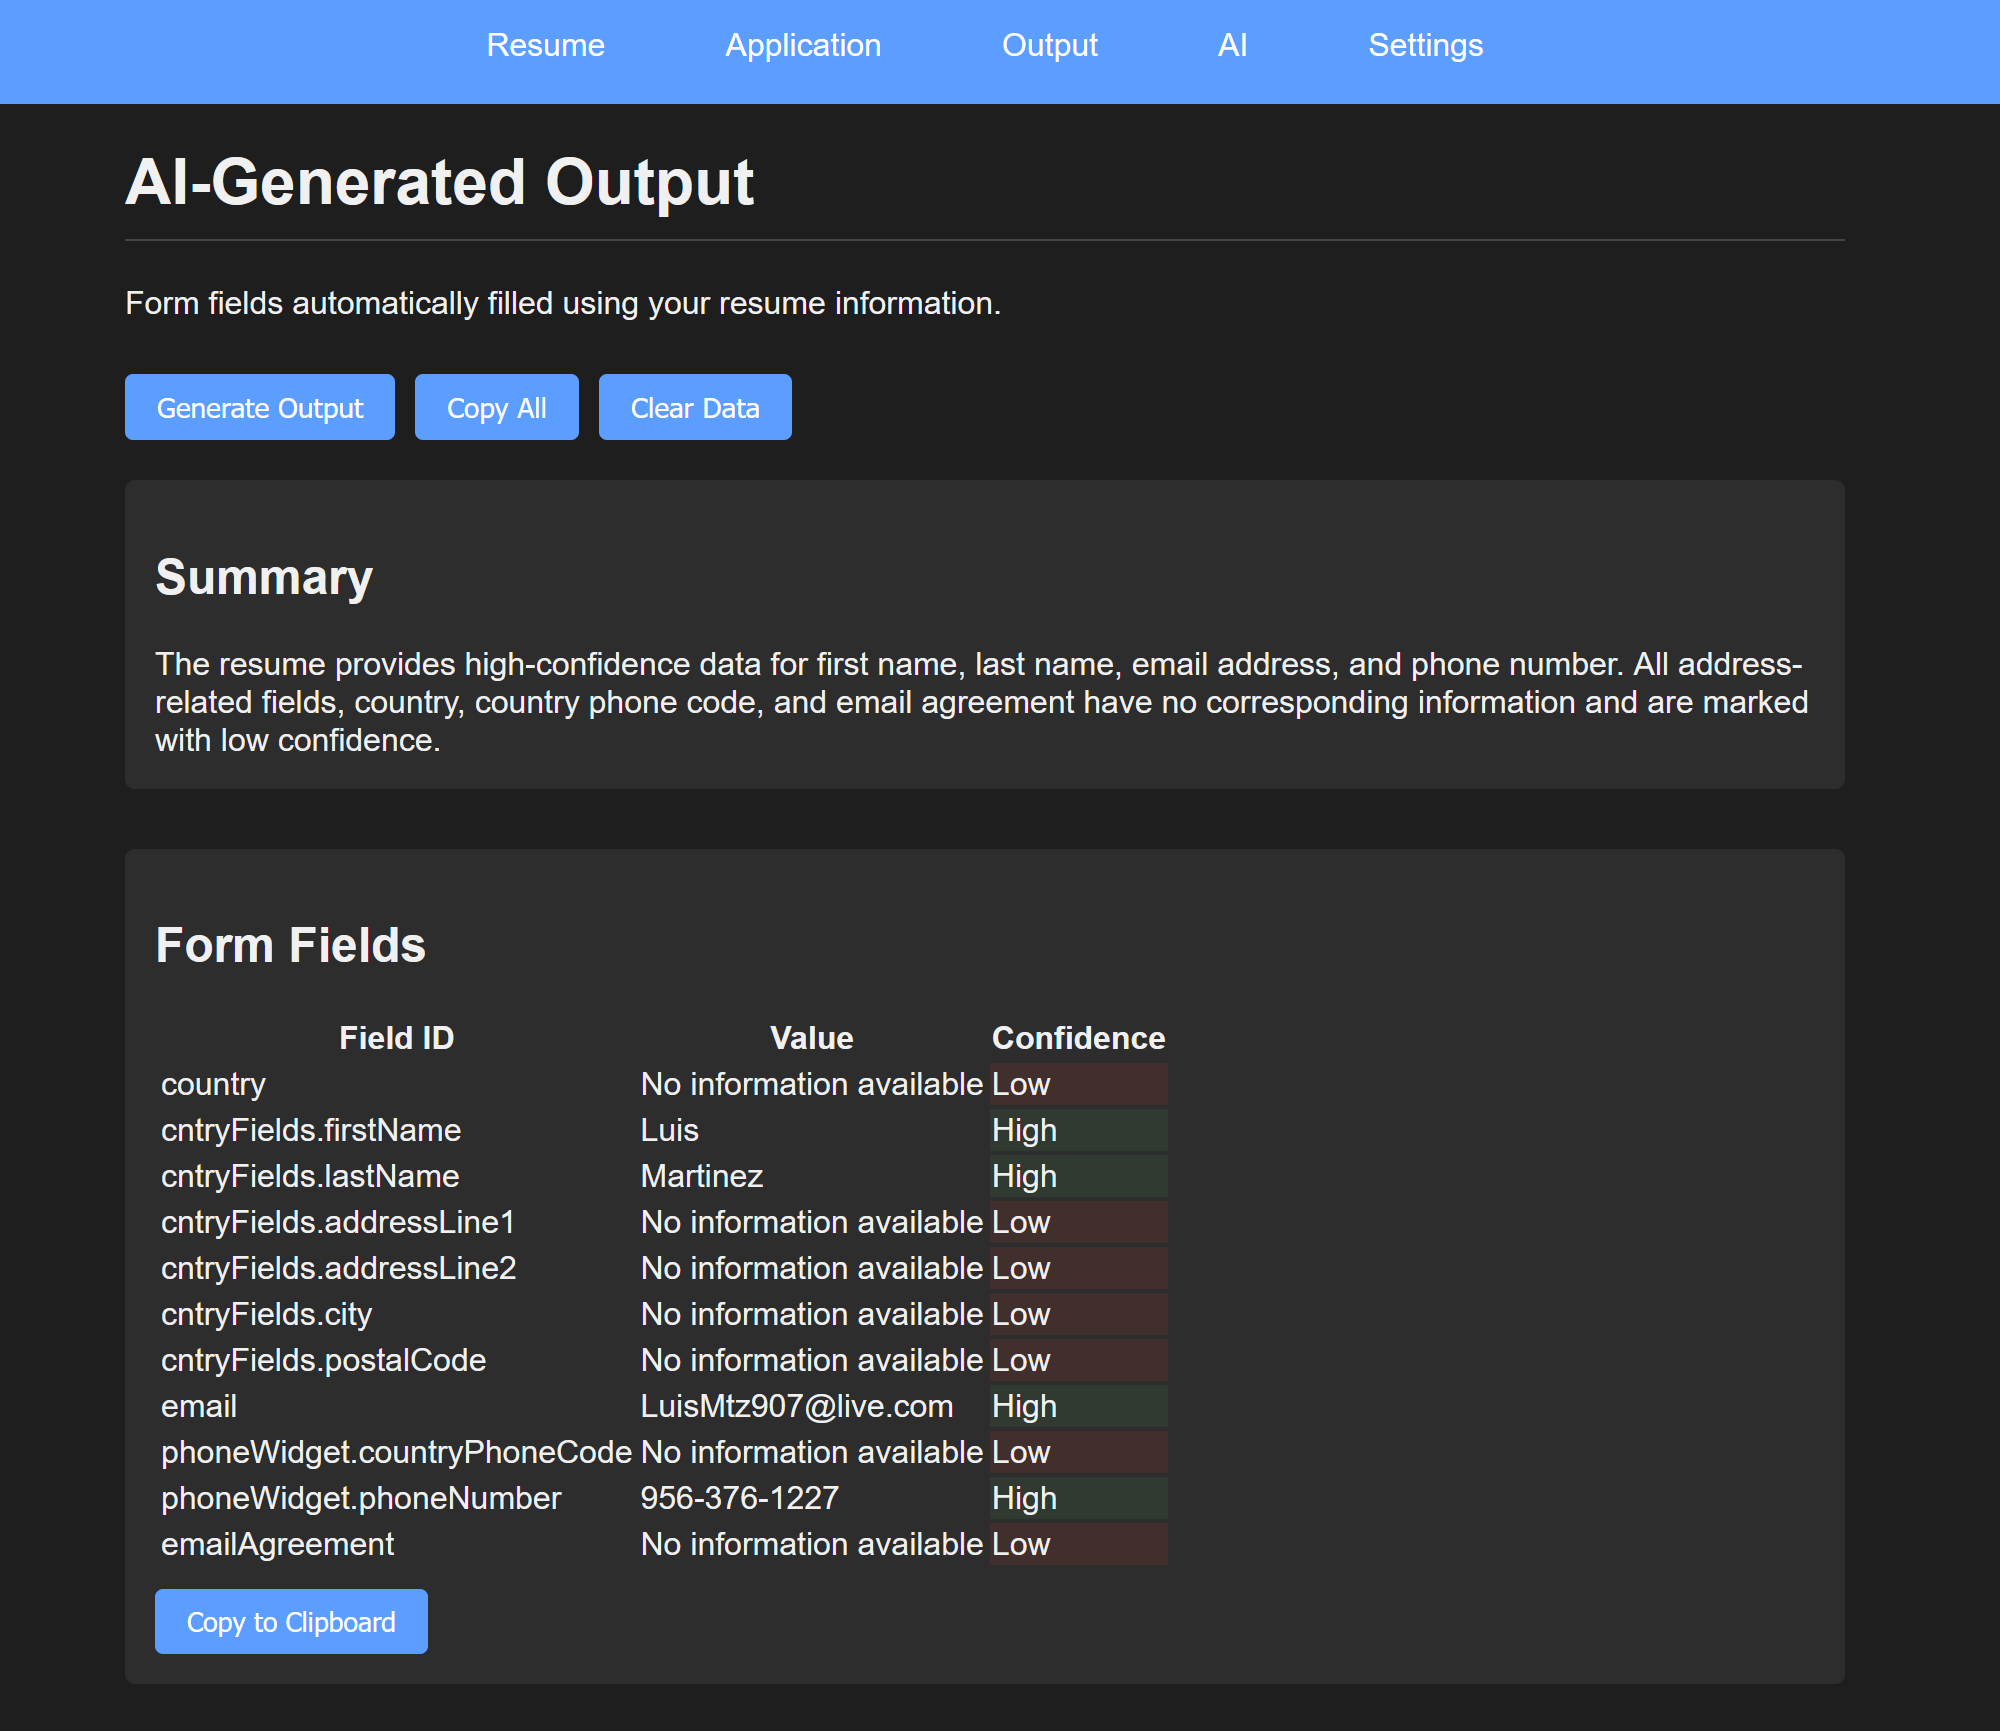 Resume Application Output AI Settings
AI-Generated Output
Form fields automatically filled using your resume information.
Generate Output Copy All Clear Data
Summary
The resume provides high-confidence data for first name, last name, email address, and phone number. All address-
related fields, country, country phone code, and email agreement have no corresponding information and are marked
with low confidence.
Form Fields
Field ID Value Confidence
country No information available Low
cntryFields.firstName Luis High
cntryFields.lastName Martinez High
cntryFields.addressLine1 No information available Low
cntryFields.addressLine2 No information available Low
cntryFields.city No information available Low
cntryFields.postalCode No information available Low
email LuisMtz907@live.com High
phoneWidget.countryPhoneCode No information available Low
phoneWidget.phoneNumber 956-376-1227 High
emailAgreement No information available Low
Copy to Clipboard